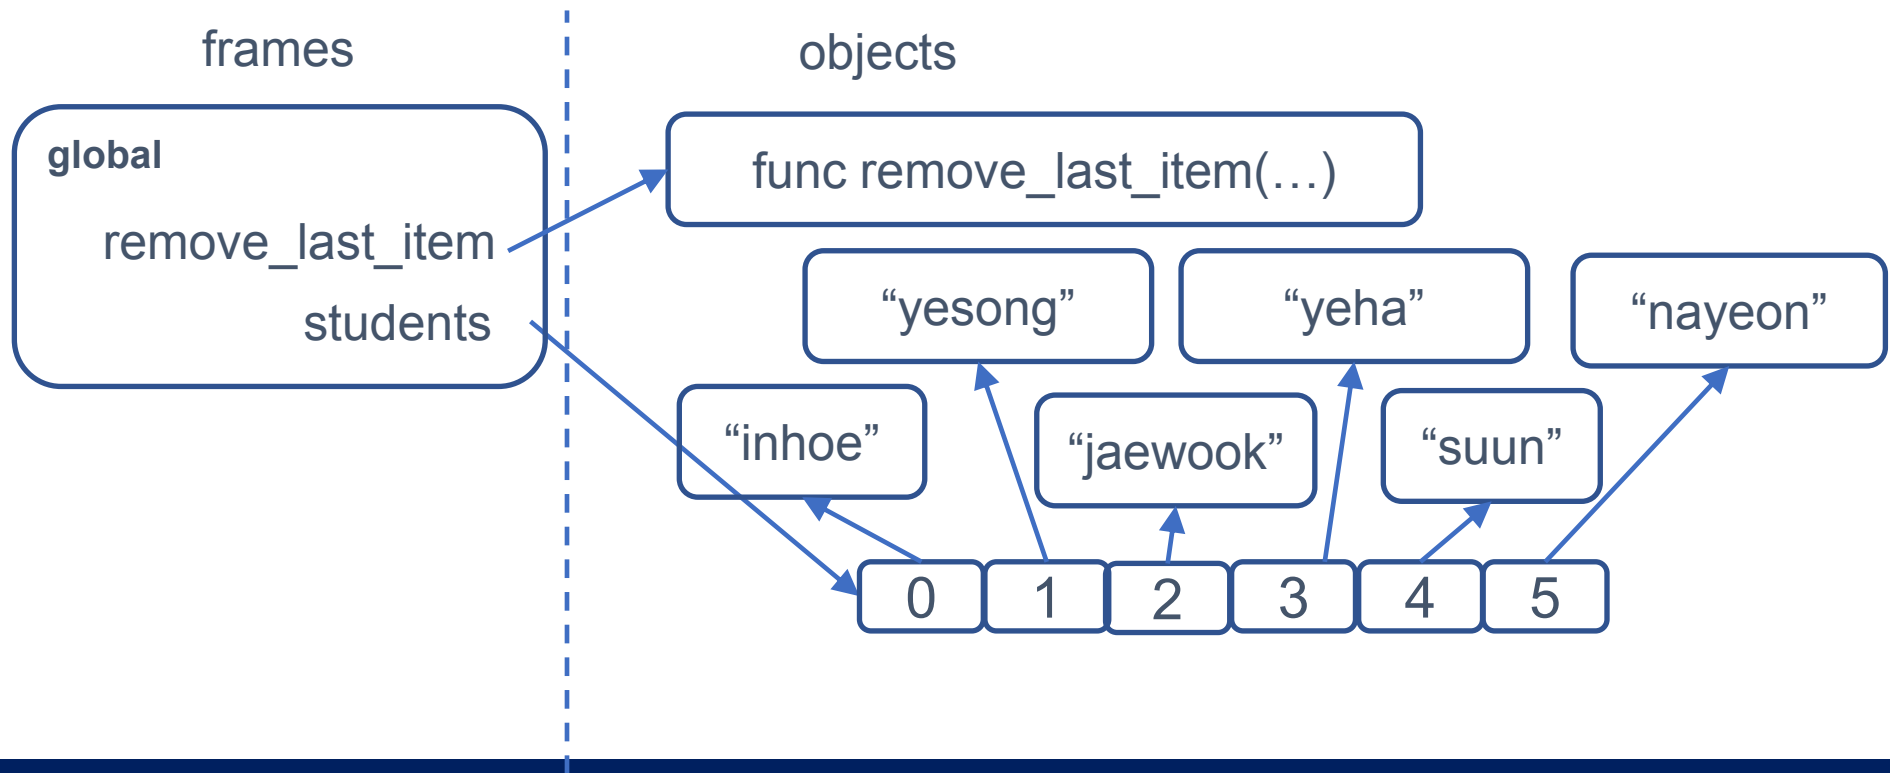 frames
objects
global
func remove_last_item(…)
remove_last_item
students
“yesong”
“yeha”
“nayeon”
“inhoe”
“jaewook”
“suun”
0 1 2 3 4 5